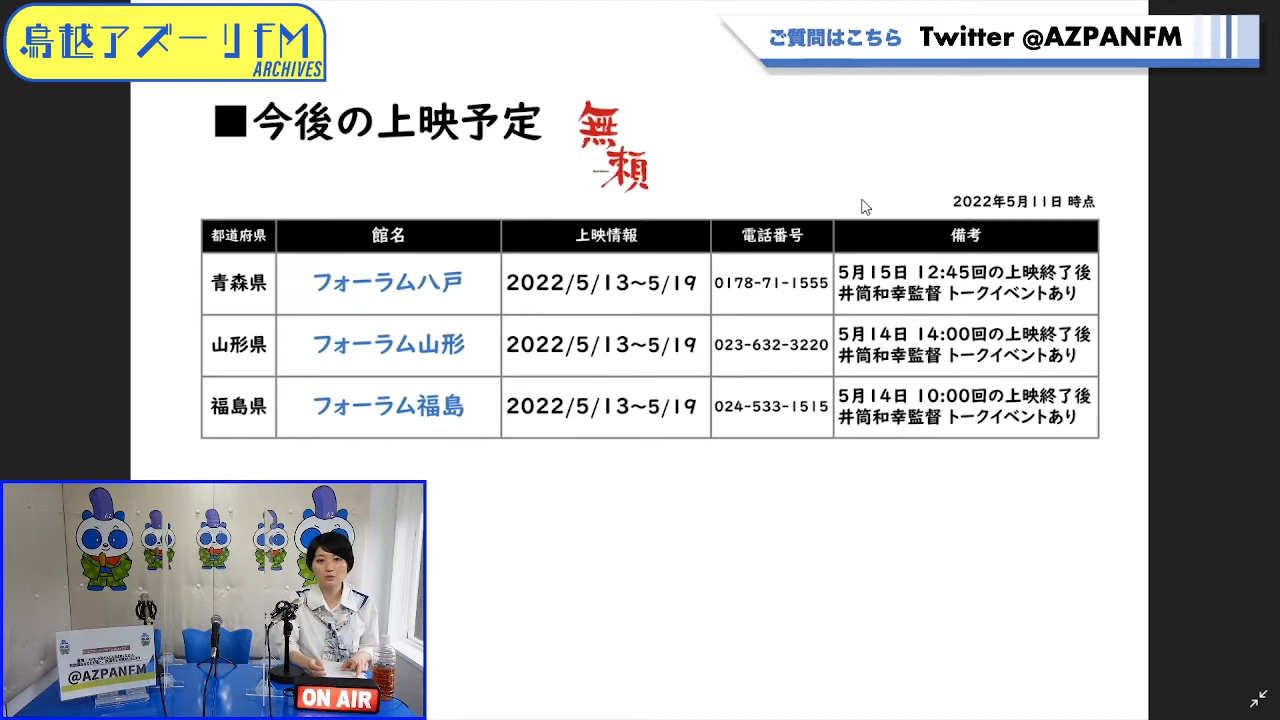 鳥越アズーリFM
ARCHIVES
ご質問はこちら Twitter @AZPANFM
■今後の上映予定
無頼
2022年5月11日 時点
都道府県 館名 上映情報 電話番号 備考
青森県 フォーラム八戸 2022/5/13～5/19 0178-71-1555 5月15日 12:45回の上映終了後
井筒和幸監督 トークイベントあり
山形県 フォーラム山形 2022/5/13～5/19 023-632-3220 5月14日 14:00回の上映終了後
井筒和幸監督 トークイベントあり
福島県 フォーラム福島 2022/5/13～5/19 024-533-1515 5月14日 10:00回の上映終了後
井筒和幸監督 トークイベントあり
@AZPANFM
ON AIR